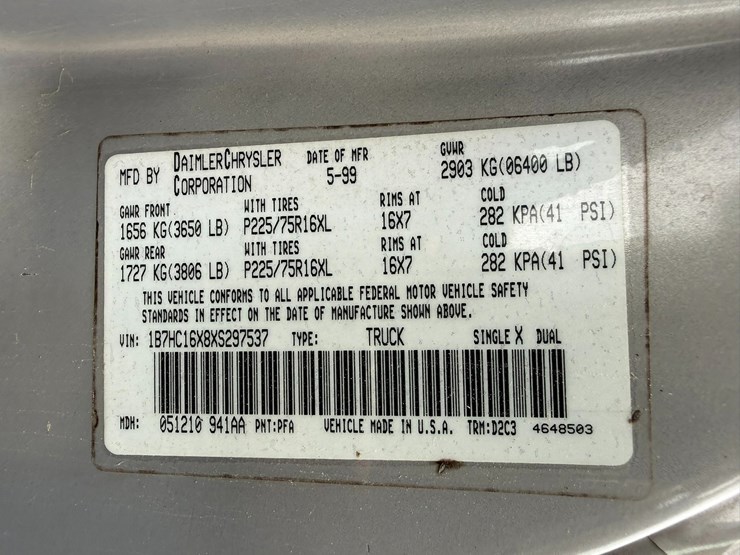 MFD BY DAIMLERCHRYSLER CORPORATION DATE OF MFR 5-99 GVWR 2903 KG(06400 LB)
GAWR FRONT WITH TIRES RIMS AT COLD
1656 KG(3650 LB) P225/75R16XL 16X7 282 KPA(41 PSI)
GAWR REAR WITH TIRES RIMS AT COLD
1727 KG(3806 LB) P225/75R16XL 16X7 282 KPA(41 PSI)
THIS VEHICLE CONFORMS TO ALL APPLICABLE FEDERAL MOTOR VEHICLE SAFETY
STANDARDS IN EFFECT ON THE DATE OF MANUFACTURE SHOWN ABOVE.
VIN: 1B7HC16X8XS297537 TYPE: TRUCK SINGLE X DUAL
MDH: 051210 941AA PNT:PFA VEHICLE MADE IN U.S.A. TRM:D2C3 4648503